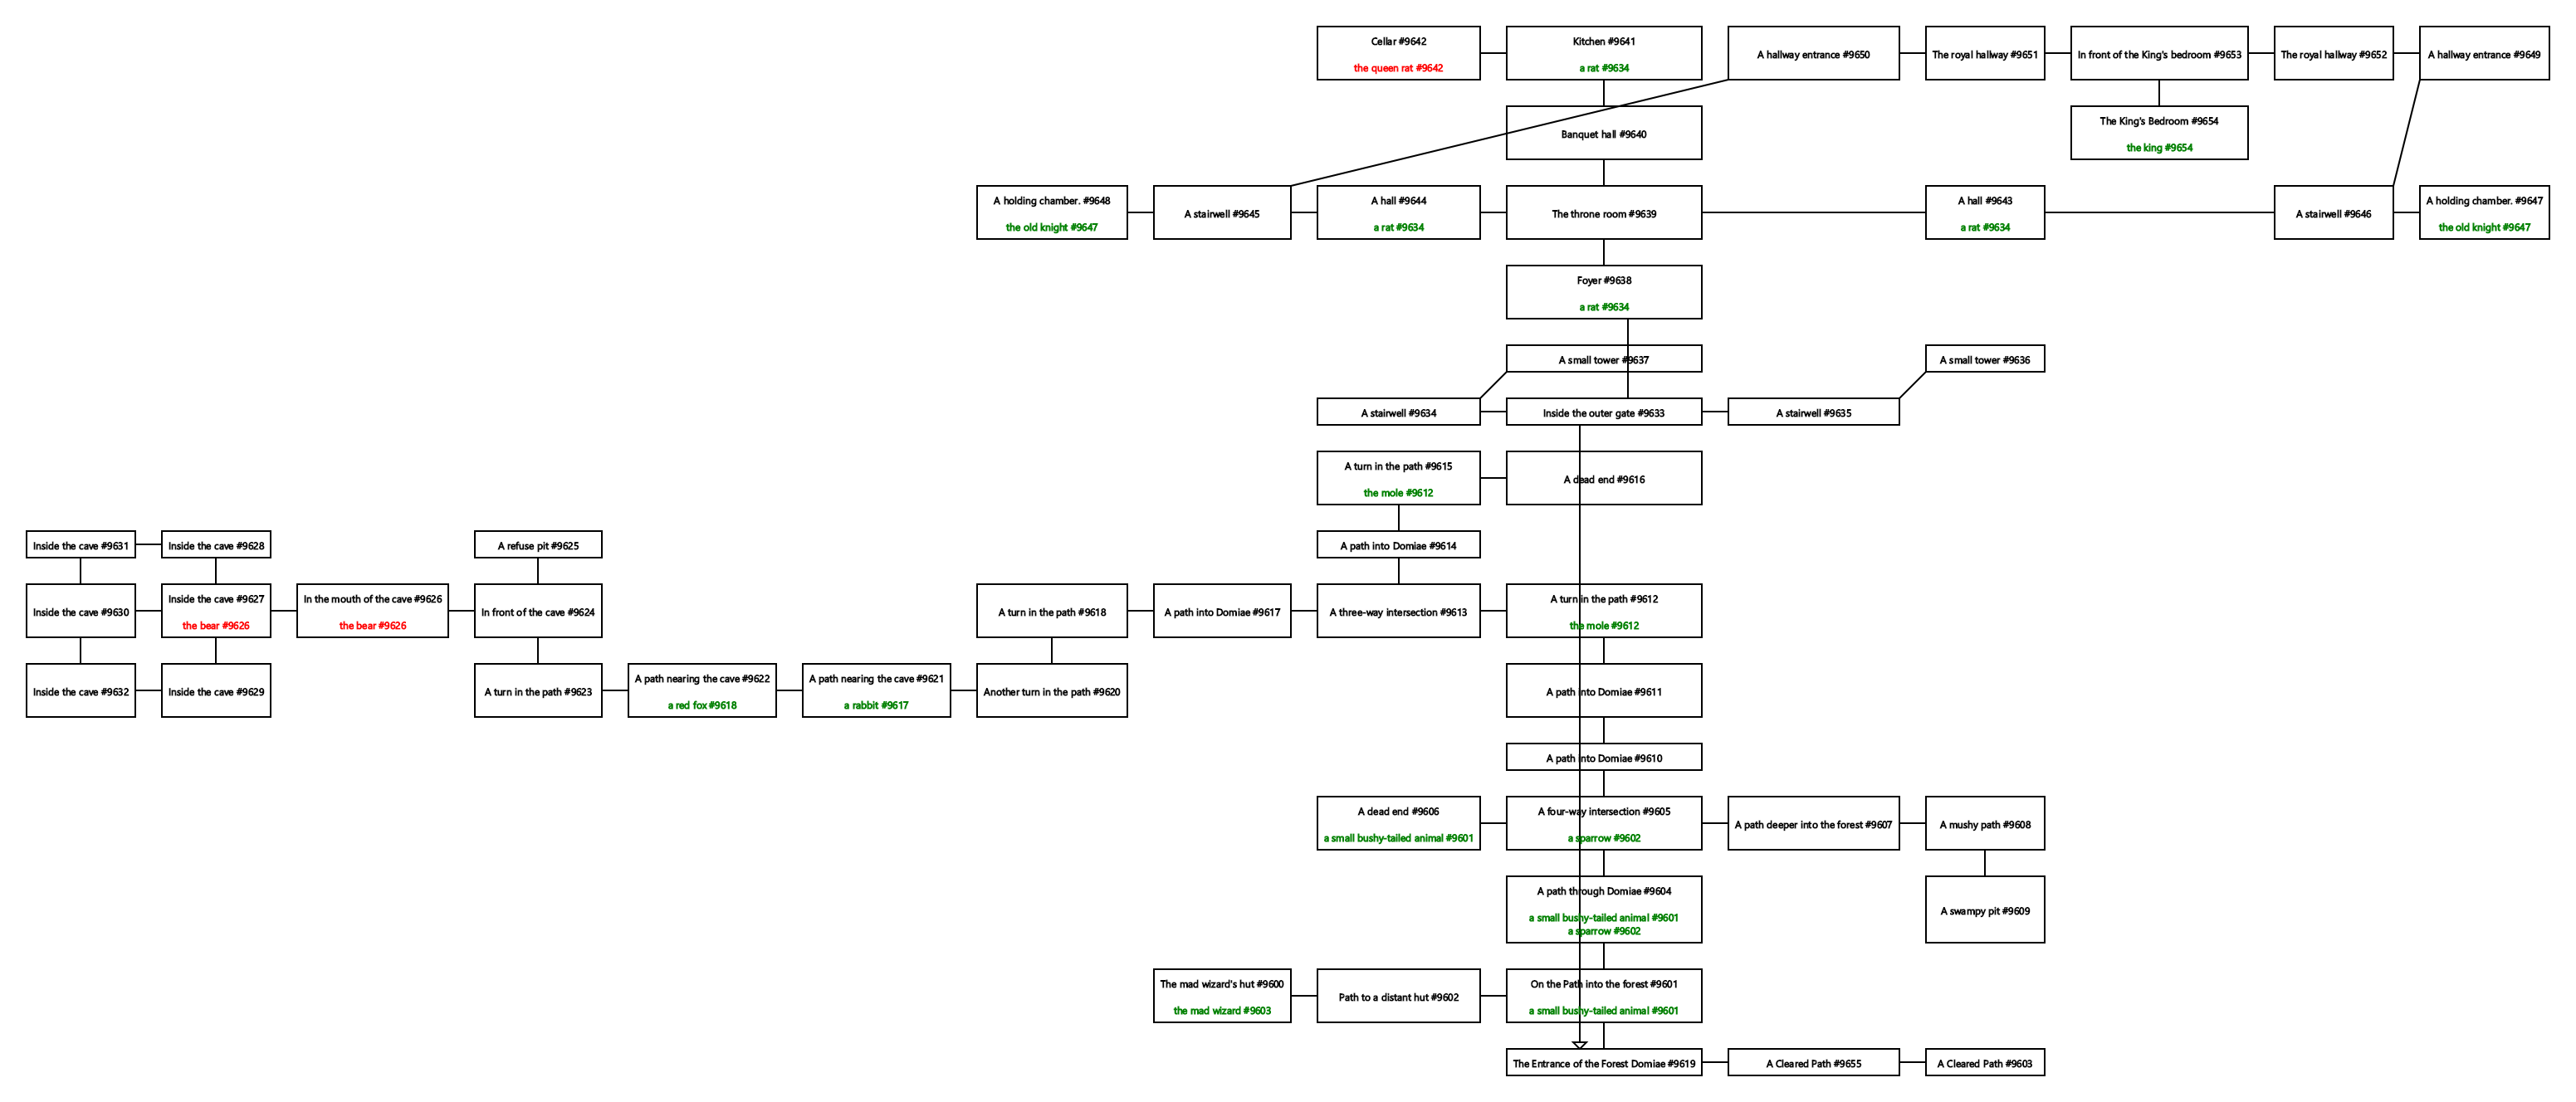 Cellar #9642
the queen rat #9642
Kitchen #9641
a rat #9634
A hallway entrance #9650
The royal hallway #9651
In front of the King's bedroom #9653
The royal hallway #9652
A hallway entrance #9649
Banquet hall #9640
The King's Bedroom #9654
the king #9654
A holding chamber. #9648
the old knight #9647
A stairwell #9645
A hall #9644
a rat #9634
The throne room #9639
A hall #9643
a rat #9634
A stairwell #9646
A holding chamber. #9647
the old knight #9647
Foyer #9638
a rat #9634
A small tower #9637
A small tower #9636
A stairwell #9634
Inside the outer gate #9633
A stairwell #9635
A turn in the path #9615
the mole #9612
A dead end #9616
Inside the cave #9631
Inside the cave #9628
A refuse pit #9625
A path into Domiae #9614
Inside the cave #9630
Inside the cave #9627
the bear #9626
In the mouth of the cave #9626
the bear #9626
In front of the cave #9624
A turn in the path #9618
A path into Domiae #9617
A three-way intersection #9613
A turn in the path #9612
the mole #9612
Inside the cave #9632
Inside the cave #9629
A turn in the path #9623
A path nearing the cave #9622
a red fox #9618
A path nearing the cave #9621
a rabbit #9617
Another turn in the path #9620
A path into Domiae #9611
A path into Domiae #9610
A dead end #9606
a small bushy-tailed animal #9601
A four-way intersection #9605
a sparrow #9602
A path deeper into the forest #9607
A mushy path #9608
A path through Domiae #9604
a small bushy-tailed animal #9601
a sparrow #9602
A swampy pit #9609
The mad wizard's hut #9600
the mad wizard #9603
Path to a distant hut #9602
On the Path into the forest #9601
a small bushy-tailed animal #9601
The Entrance of the Forest Domiae #9619
A Cleared Path #9655
A Cleared Path #9603